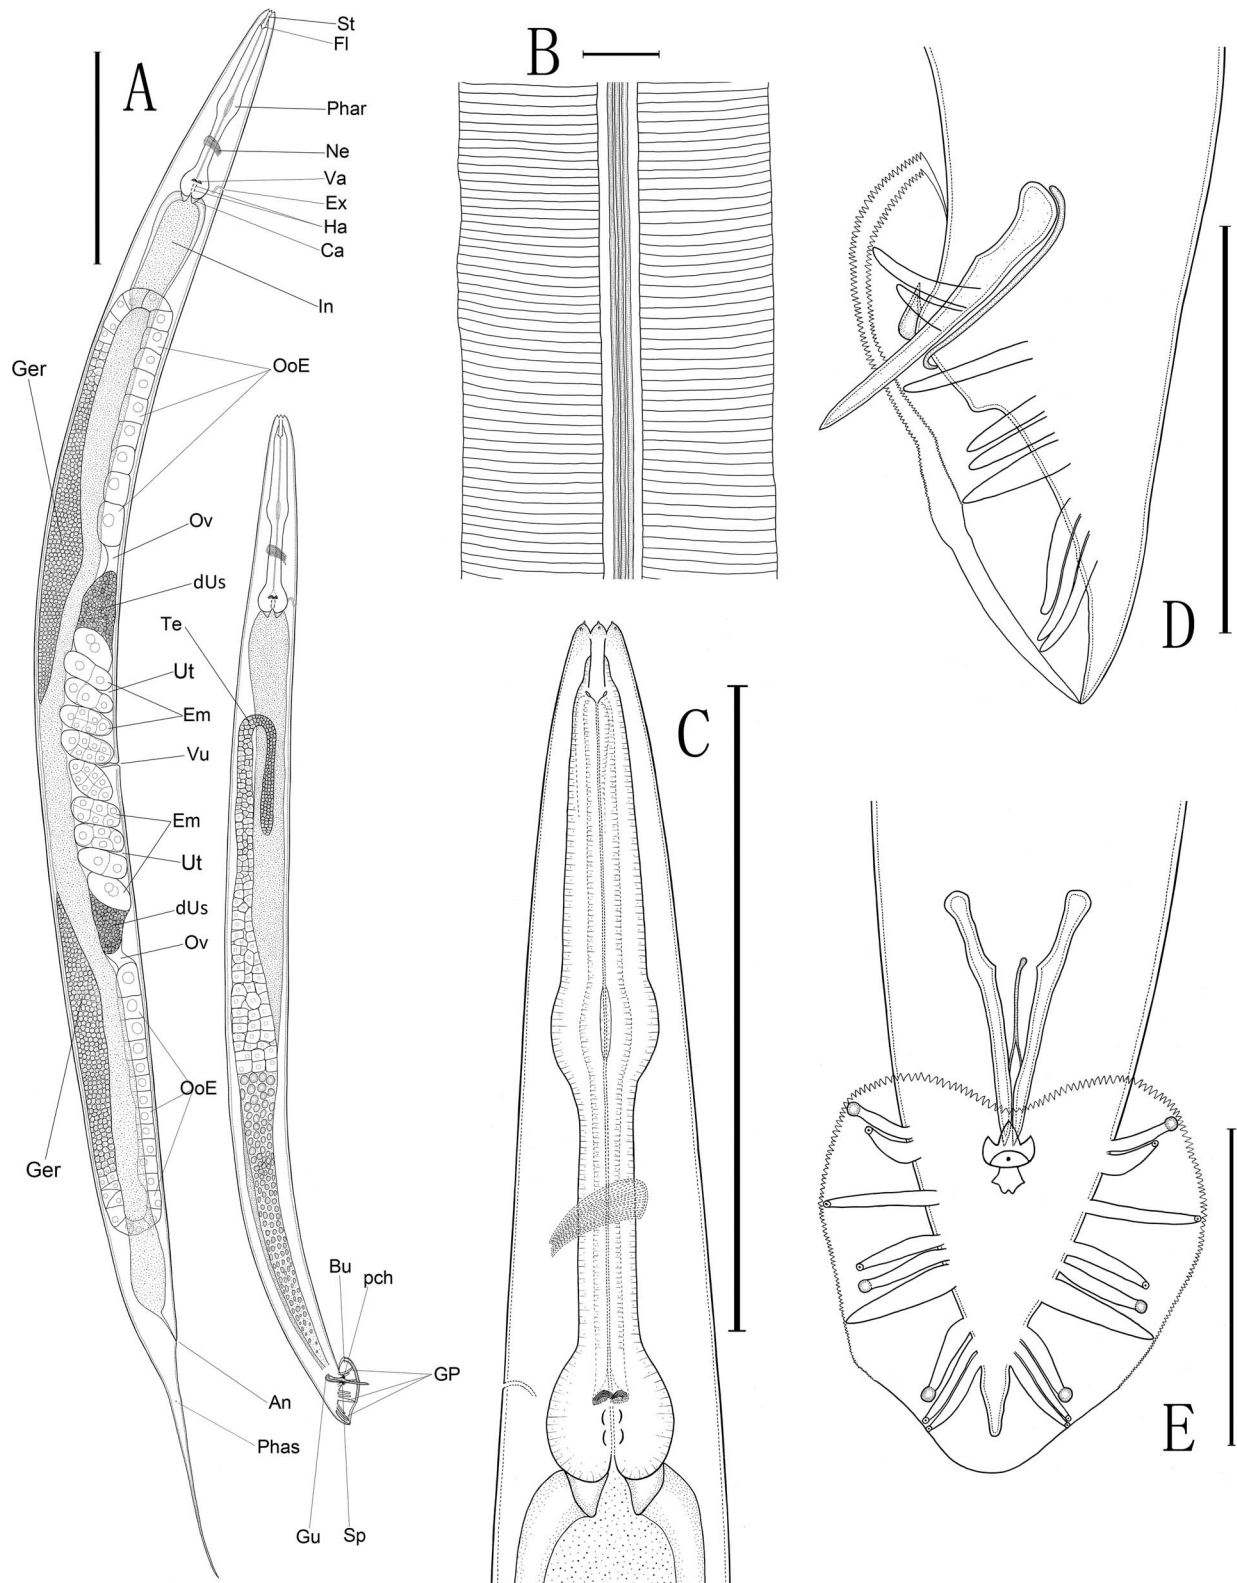 A
St
Fl
Phar
Ne
Va
Ex
Ha
Ca
In
OoE
Ger
Ov
dUs
Te
Ut
Em
Vu
Em
Ut
dUs
Ov
OoE
Ger
Bu
pch
GP
An
Phas
Gu
Sp
B
C
D
E